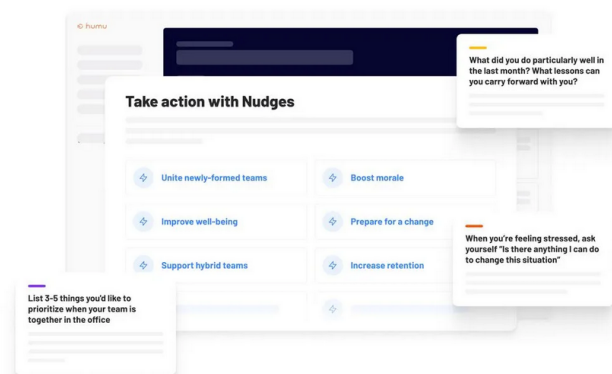 humu
What did you do particularly well in
the last month? What lessons can
you carry forward with you?
Take action with Nudges
Unite newly-formed teams
Boost morale
Improve well-being
Prepare for a change
Support hybrid teams
Increase retention
When you're feeling stressed, ask
yourself "Is there anything I can do
to change this situation"
List 3-5 things you'd like to
prioritize when your team is
together in the office